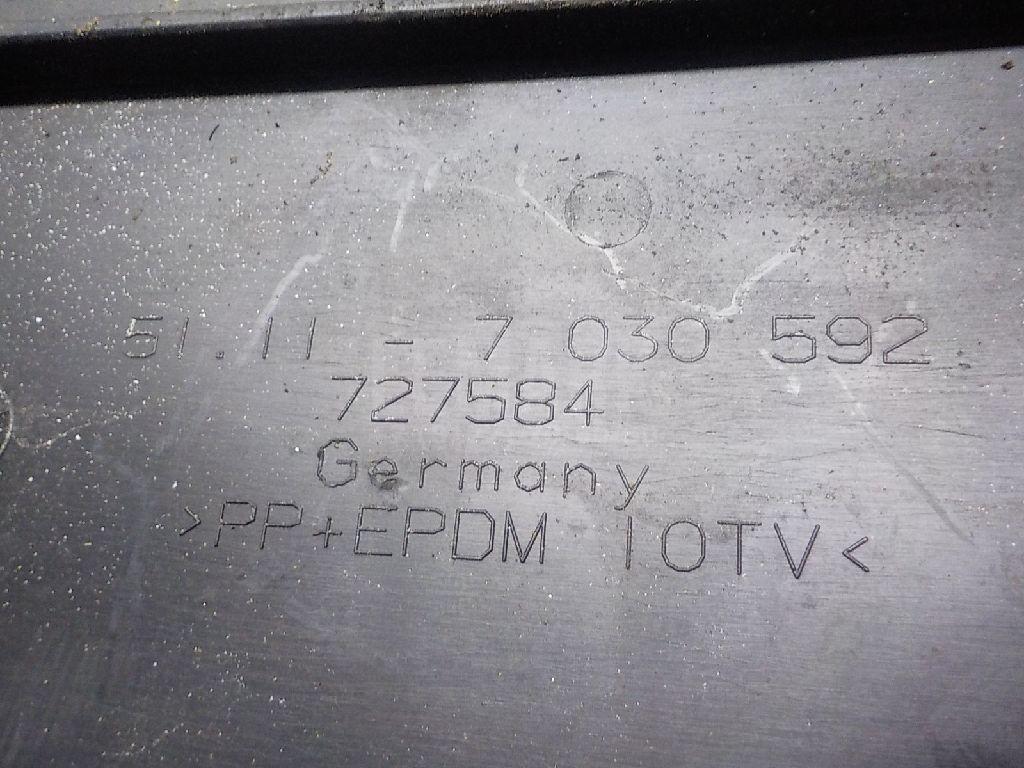 51.11 - 7 030 592
727584
Germany
>PP+EPDM 10TV<